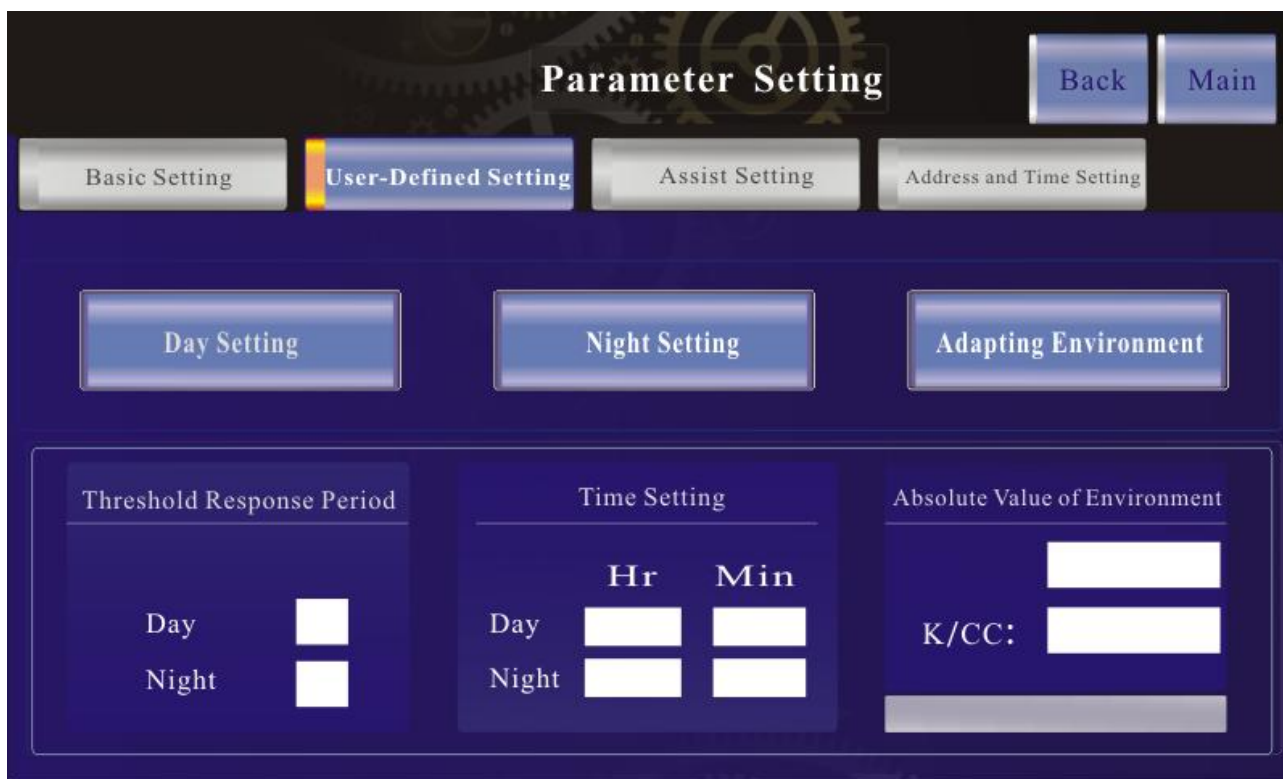 Parameter Setting
Back
Main
Basic Setting
User-Defined Setting
Assist Setting
Address and Time Setting
Day Setting
Night Setting
Adapting Environment
Threshold Response Period
Day
Night
Time Setting
Hr Min
Day
Night
Absolute Value of Environment
K/CC: